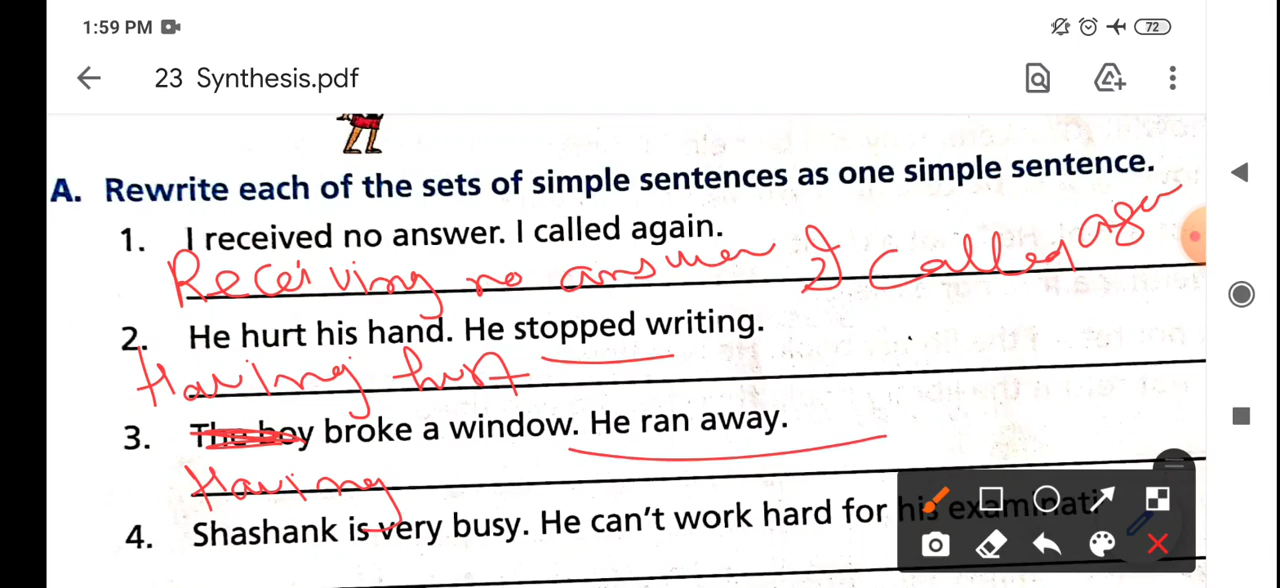 1:59 PM 72
23 Synthesis.pdf
A. Rewrite each of the sets of simple sentences as one simple sentence.
1. I received no answer. I called again.
Receiving no answer I called again
2. He hurt his hand. He stopped writing.
Having hurt
3. The boy broke a window. He ran away.
Having
4. Shashank is very busy. He can't work hard for his examinati